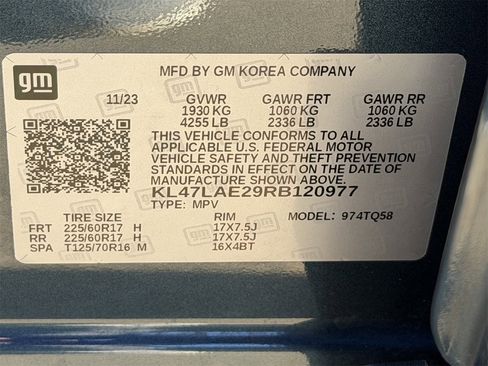 gm
MFD BY GM KOREA COMPANY
11/23 GVWR GAWR FRT GAWR RR
1930 KG 1060 KG 1060 KG
4255 LB 2336 LB 2336 LB
THIS VEHICLE CONFORMS TO ALL
APPLICABLE U.S. FEDERAL MOTOR
VEHICLE SAFETY AND THEFT PREVENTION
STANDARDS IN EFFECT ON THE DATE
OF MANUFACTURE SHOWN ABOVE.
KL47LAE29RB120977
TYPE: MPV
TIRE SIZE RIM MODEL: 974TQ58
FRT 225/60R17 H 17X7.5J
RR 225/60R17 H 17X7.5J
SPA T125/70R16 M 16X4BT